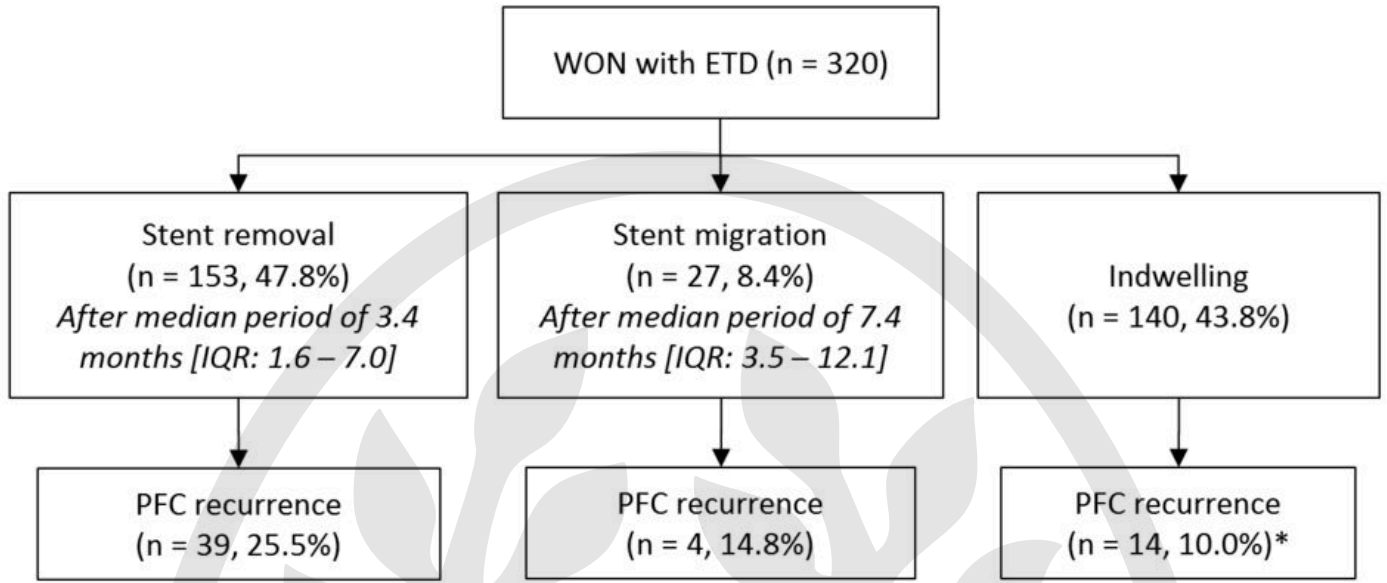 WON with ETD (n = 320)
Stent removal
(n = 153, 47.8%)
After median period of 3.4
months [IQR: 1.6 – 7.0]
Stent migration
(n = 27, 8.4%)
After median period of 7.4
months [IQR: 3.5 – 12.1]
Indwelling
(n = 140, 43.8%)
PFC recurrence
(n = 39, 25.5%)
PFC recurrence
(n = 4, 14.8%)
PFC recurrence
(n = 14, 10.0%)*